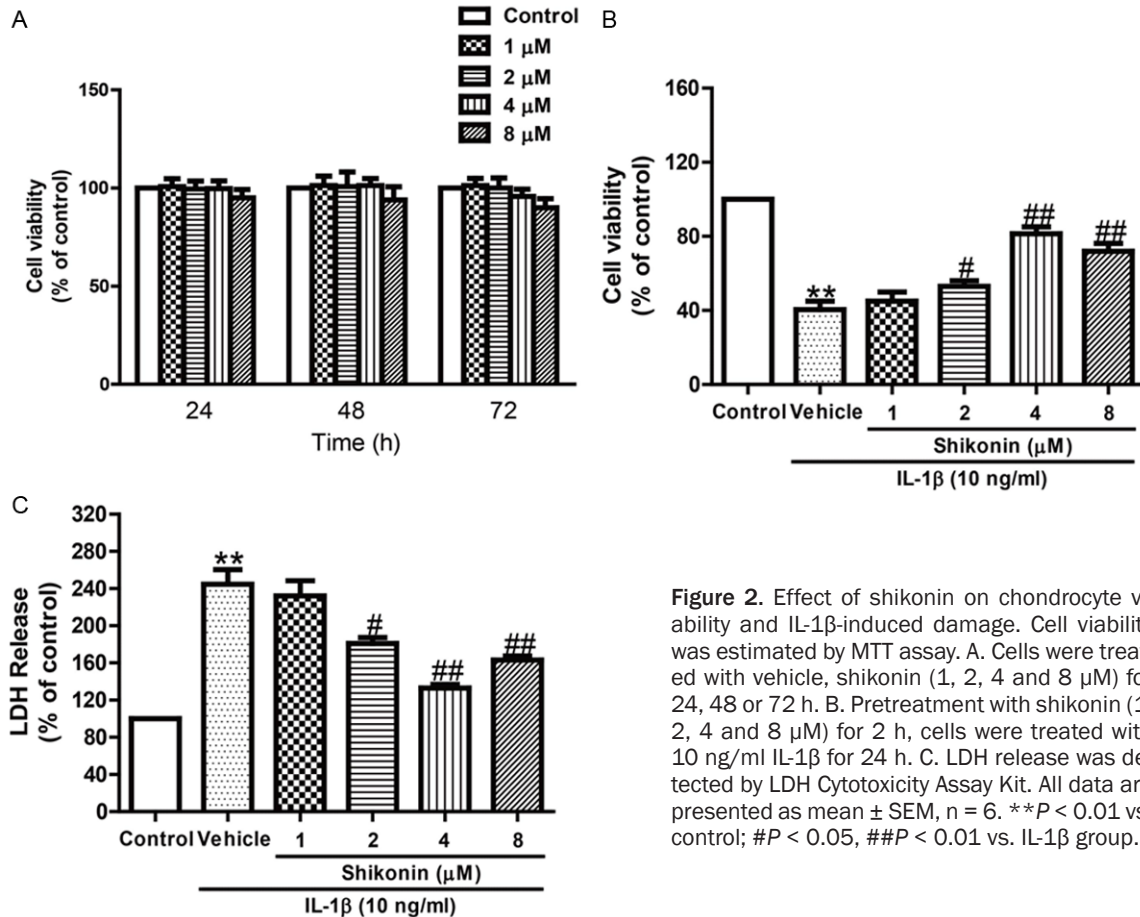 A
Control
1 μM
2 μM
4 μM
8 μM
150
100
50
0
Cell viability
(% of control)
24 48 72
Time (h)
B
160
120
80
40
0
Cell viability
(% of control)
** # ## ##
Control Vehicle 1 2 4 8
Shikonin (μM)
IL-1β (10 ng/ml)
C
320
280
240
200
160
120
80
40
0
LDH Release
(% of control)
** # ## ##
Control Vehicle 1 2 4 8
Shikonin (μM)
IL-1β (10 ng/ml)
Figure 2. Effect of shikonin on chondrocyte v
ability and IL-1β-induced damage. Cell viabilit
was estimated by MTT assay. A. Cells were treat
ed with vehicle, shikonin (1, 2, 4 and 8 μM) fo
24, 48 or 72 h. B. Pretreatment with shikonin (1
2, 4 and 8 μM) for 2 h, cells were treated wit
10 ng/ml IL-1β for 24 h. C. LDH release was de
tected by LDH Cytotoxicity Assay Kit. All data ar
presented as mean ± SEM, n = 6. **P < 0.01 vs
control; #P < 0.05, ##P < 0.01 vs. IL-1β group.